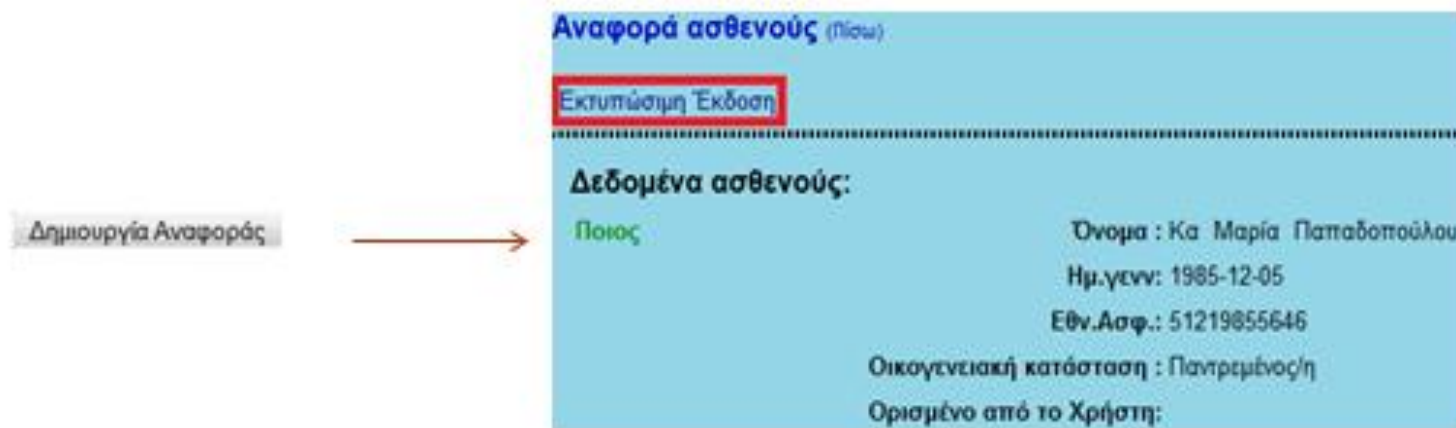 Αναφορά ασθενούς (Πίσω)
Εκτυπώσιμη Έκδοση
Δεδομένα ασθενούς:
Δημιουργία Αναφοράς
Ποιος
Όνομα : Κα Μαρία Παπαδοπούλου
Ημ.γενν: 1985-12-05
Εθν.Ασφ.: 51219855646
Οικογενειακή κατάσταση : Παντρεμένος/η
Ορισμένο από το Χρήστη: